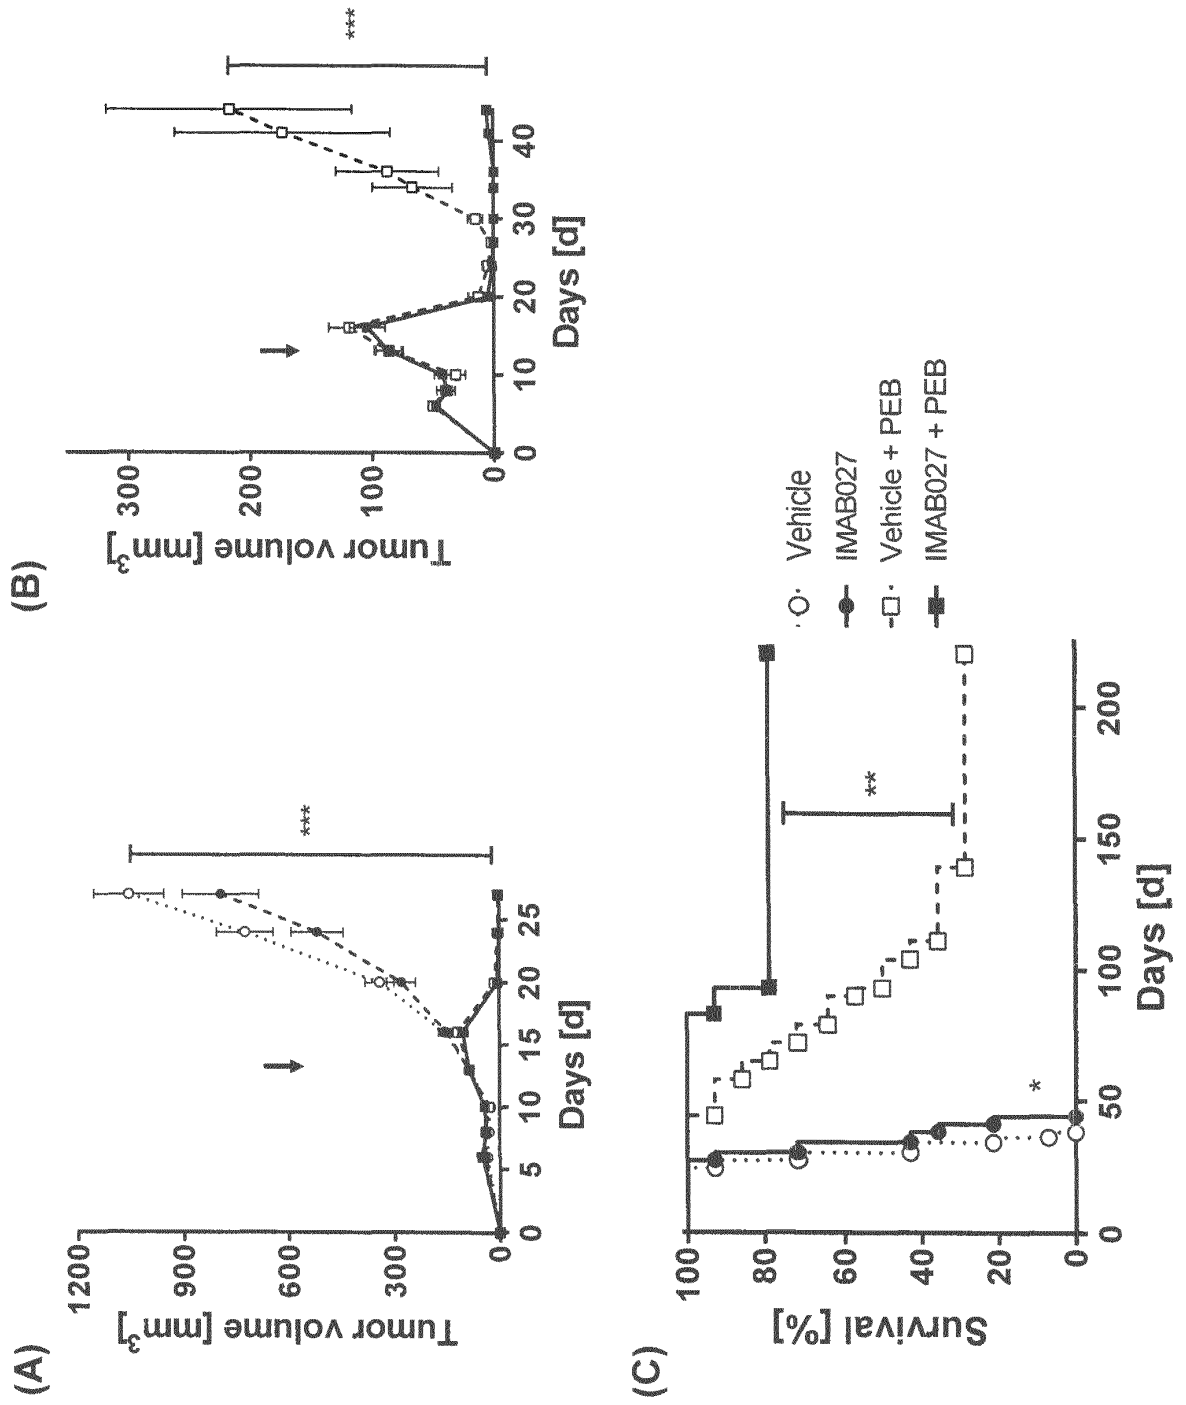 (A)
Tumor volume [mm³]
1200
900
600
300
0
0
5
10
15
20
25
Days [d]
***
(B)
Tumor volume [mm³]
300
200
100
0
0
10
20
30
40
Days [d]
***
(C)
Survival [%]
100
80
60
40
20
0
0
50
100
150
200
Days [d]
*
**
Vehicle
IMAB027
Vehicle + PEB
IMAB027 + PEB